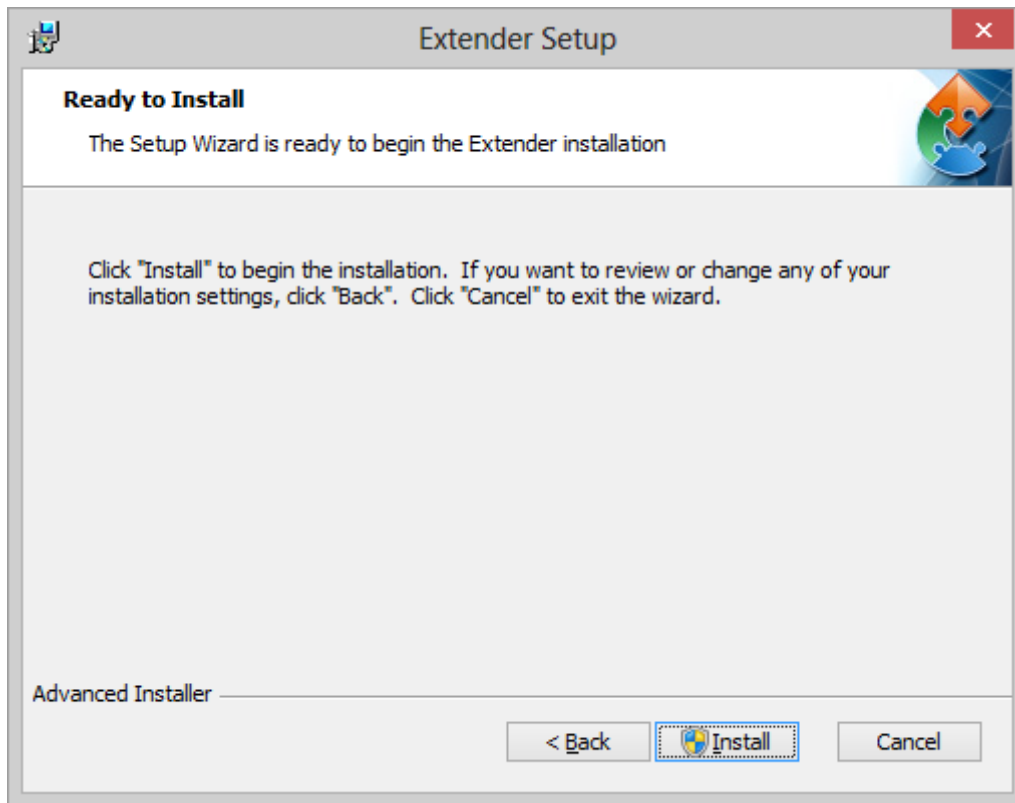 Extender Setup
Ready to Install
The Setup Wizard is ready to begin the Extender installation
Click "Install" to begin the installation.  If you want to review or change any of your
installation settings, click "Back".  Click "Cancel" to exit the wizard.
Advanced Installer
< Back
Install
Cancel